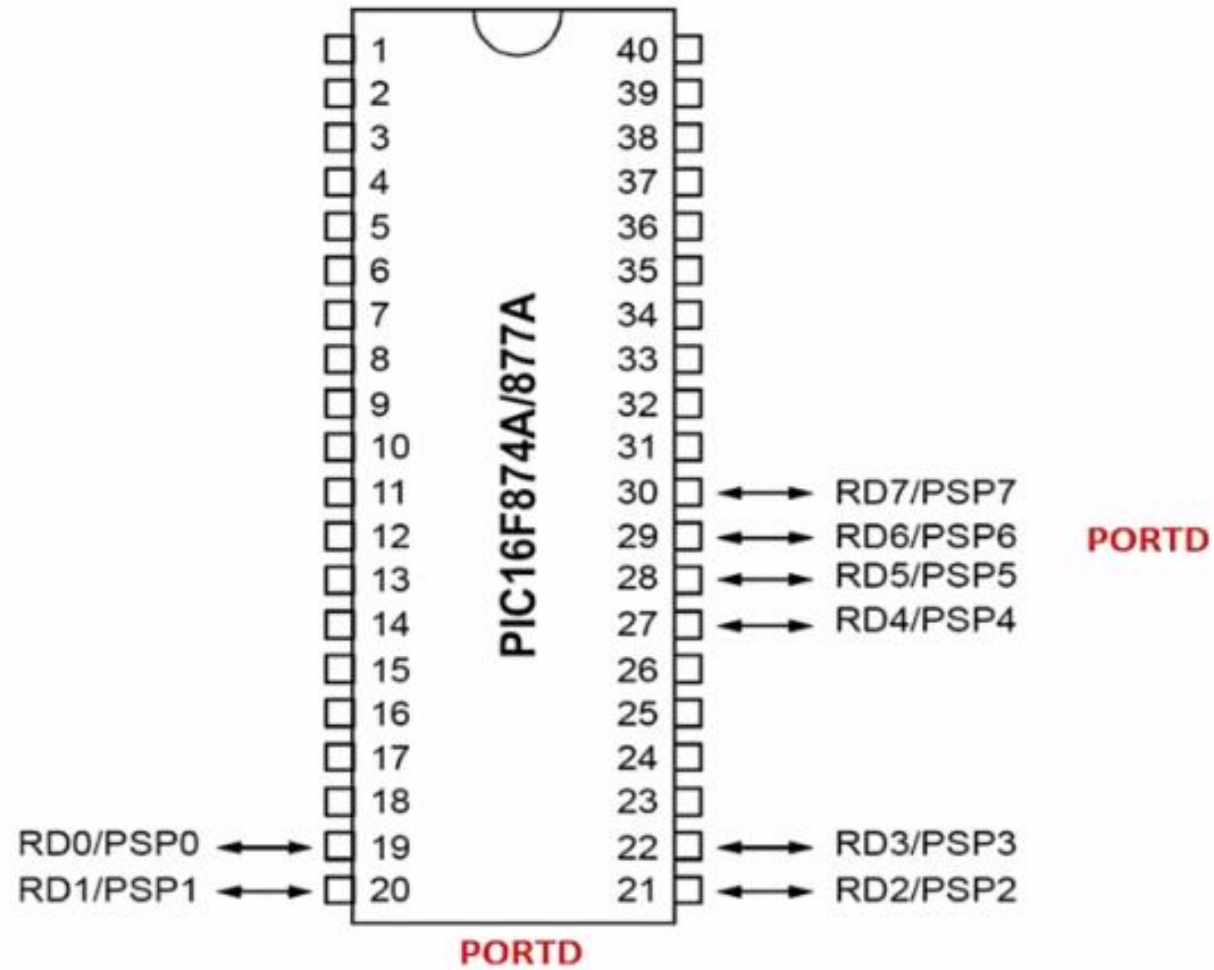 1 40
2 39
3 38
4 37
5 36
6 35
7 34
8 33
9 32
10 31
11 30 RD7/PSP7
12 29 RD6/PSP6 PORTD
13 28 RD5/PSP5
14 27 RD4/PSP4
15 26
16 25
17 24
18 23
RD0/PSP0 19 22 RD3/PSP3
RD1/PSP1 20 21 RD2/PSP2
PIC16F874A/877A
PORTD